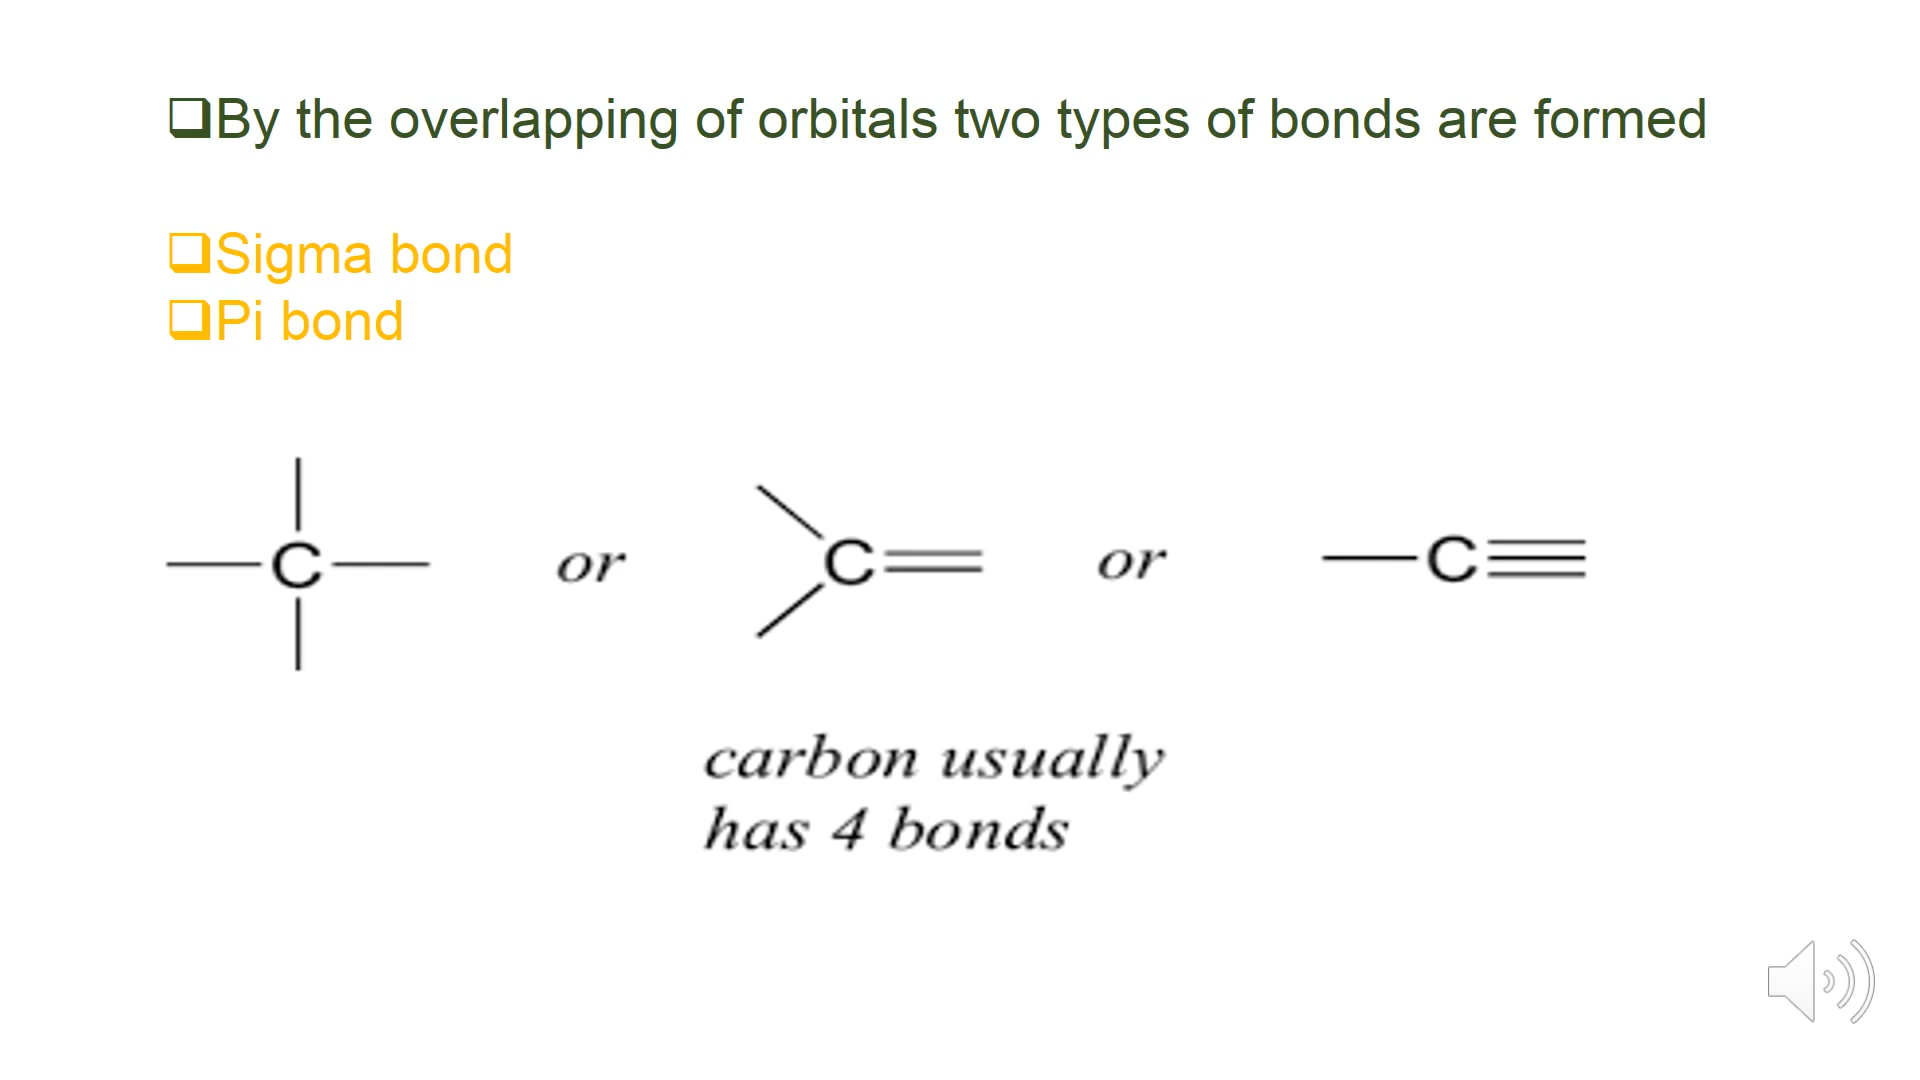 ❑By the overlapping of orbitals two types of bonds are formed
❑Sigma bond
❑Pi bond
C or C or C
carbon usually
has 4 bonds